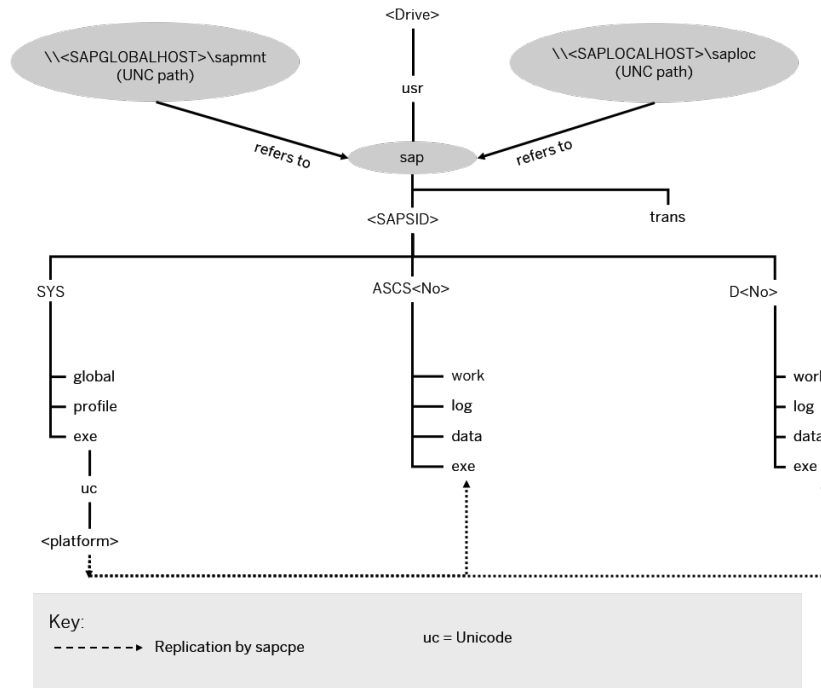 <Drive>
\\<SAPGLOBALHOST>\sapmnt
(UNC path)
\\<SAPLOCALHOST>\saploc
(UNC path)
usr
refers to
sap
refers to
<SAPSID>
trans
SYS
ASCS<No>
D<No>
global
profile
exe
uc
<platform>
work
log
data
exe
work
log
data
exe
Key:
Replication by sapcpe
uc = Unicode